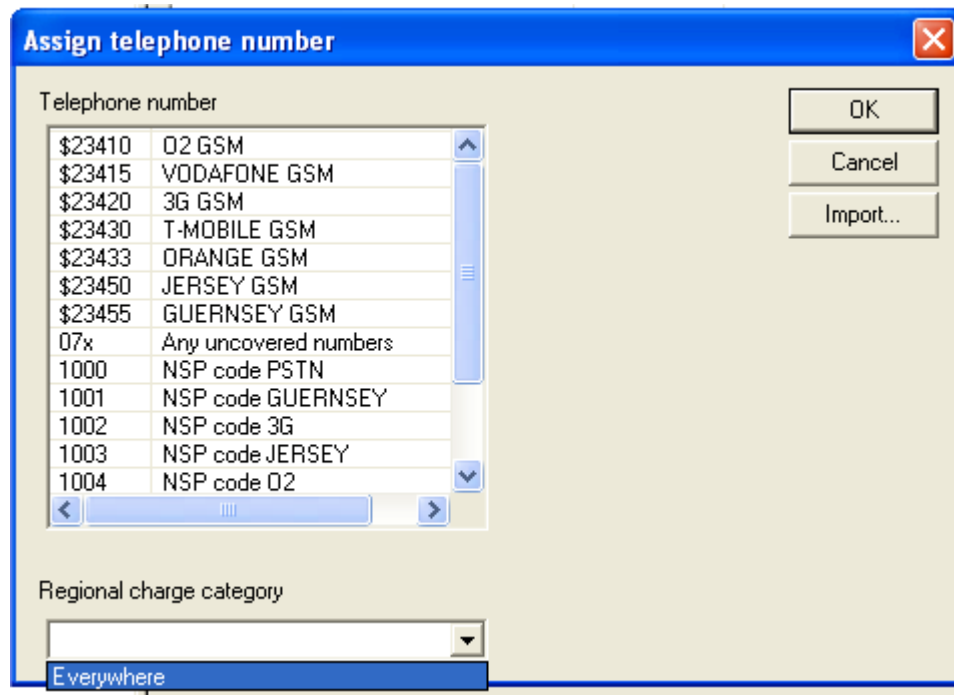 Assign telephone number
Telephone number
$23410 O2 GSM
$23415 VODAFONE GSM
$23420 3G GSM
$23430 T-MOBILE GSM
$23433 ORANGE GSM
$23450 JERSEY GSM
$23455 GUERNSEY GSM
07x Any uncovered numbers
1000 NSP code PSTN
1001 NSP code GUERNSEY
1002 NSP code 3G
1003 NSP code JERSEY
1004 NSP code O2
OK
Cancel
Import...
Regional charge category
Everywhere